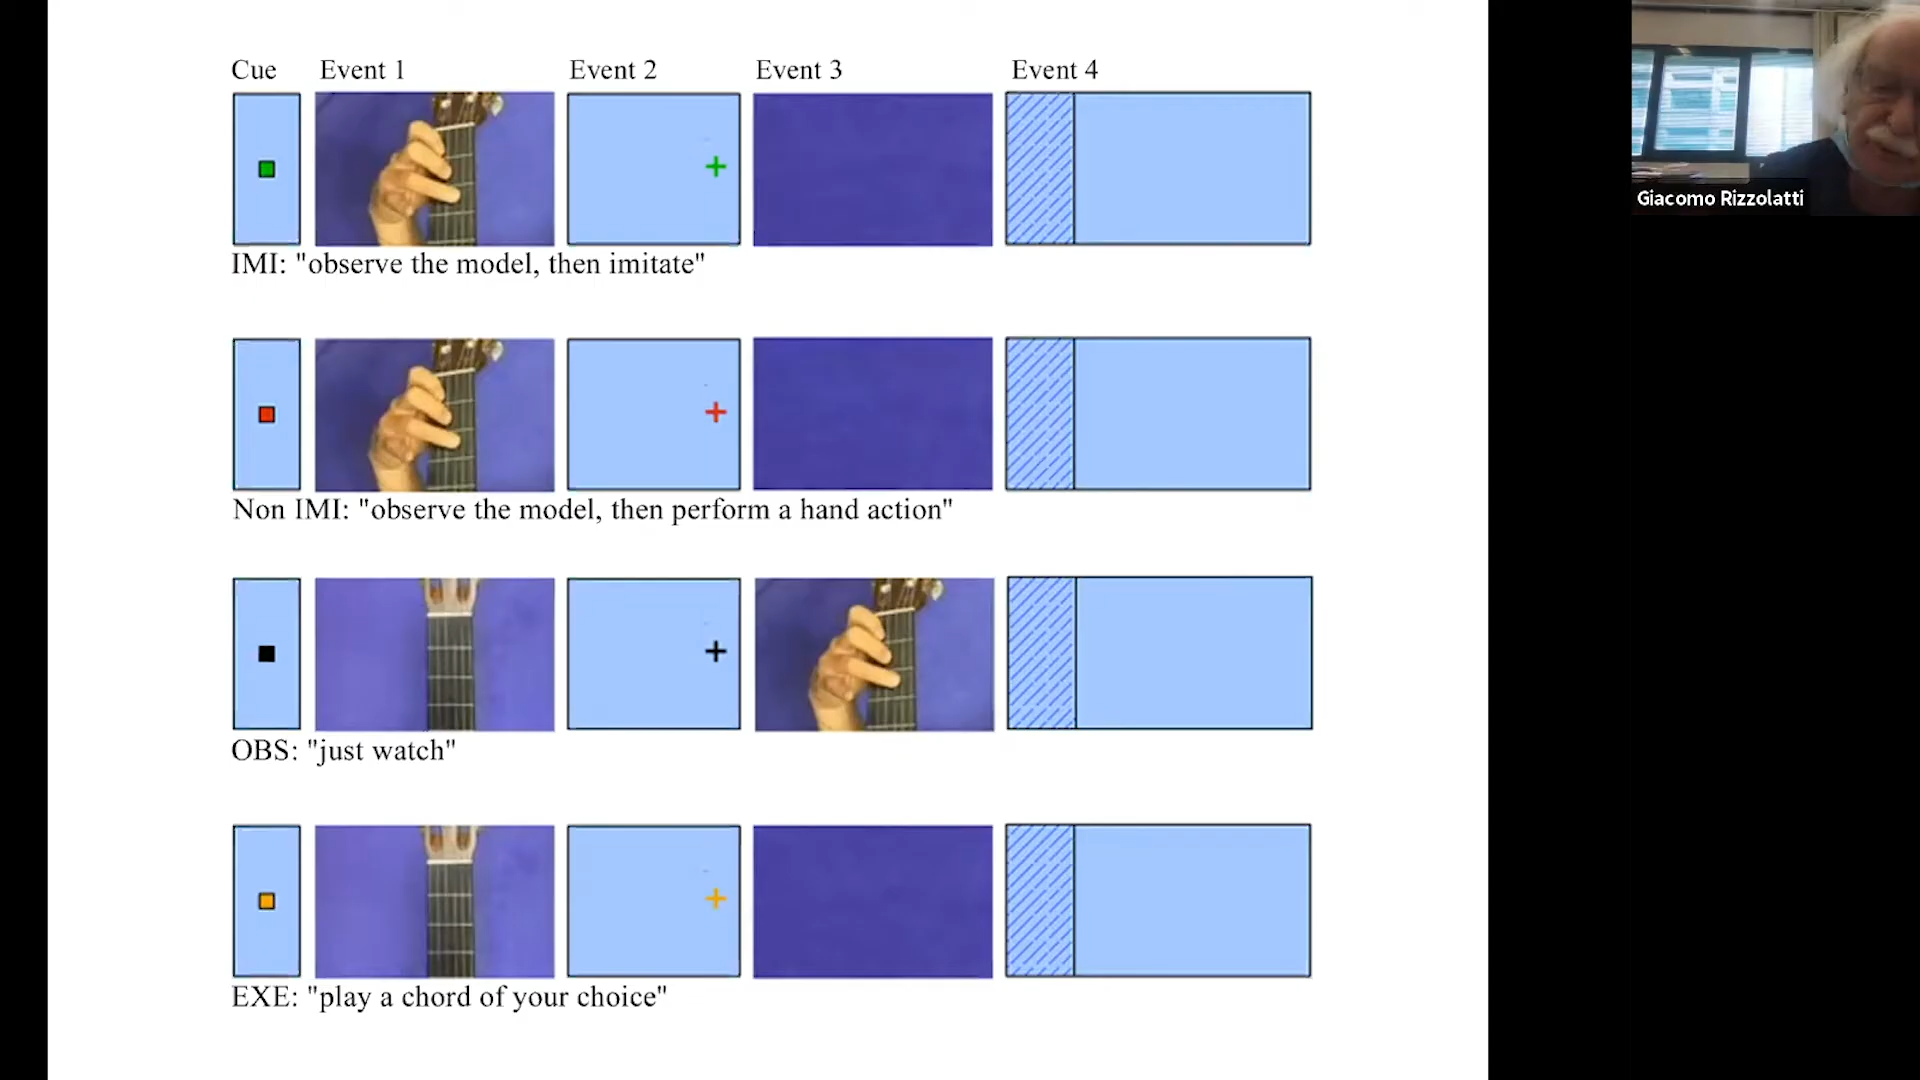 Cue Event 1 Event 2 Event 3 Event 4
IMI: "observe the model, then imitate"
Non IMI: "observe the model, then perform a hand action"
OBS: "just watch"
EXE: "play a chord of your choice"
Giacomo Rizzolatti